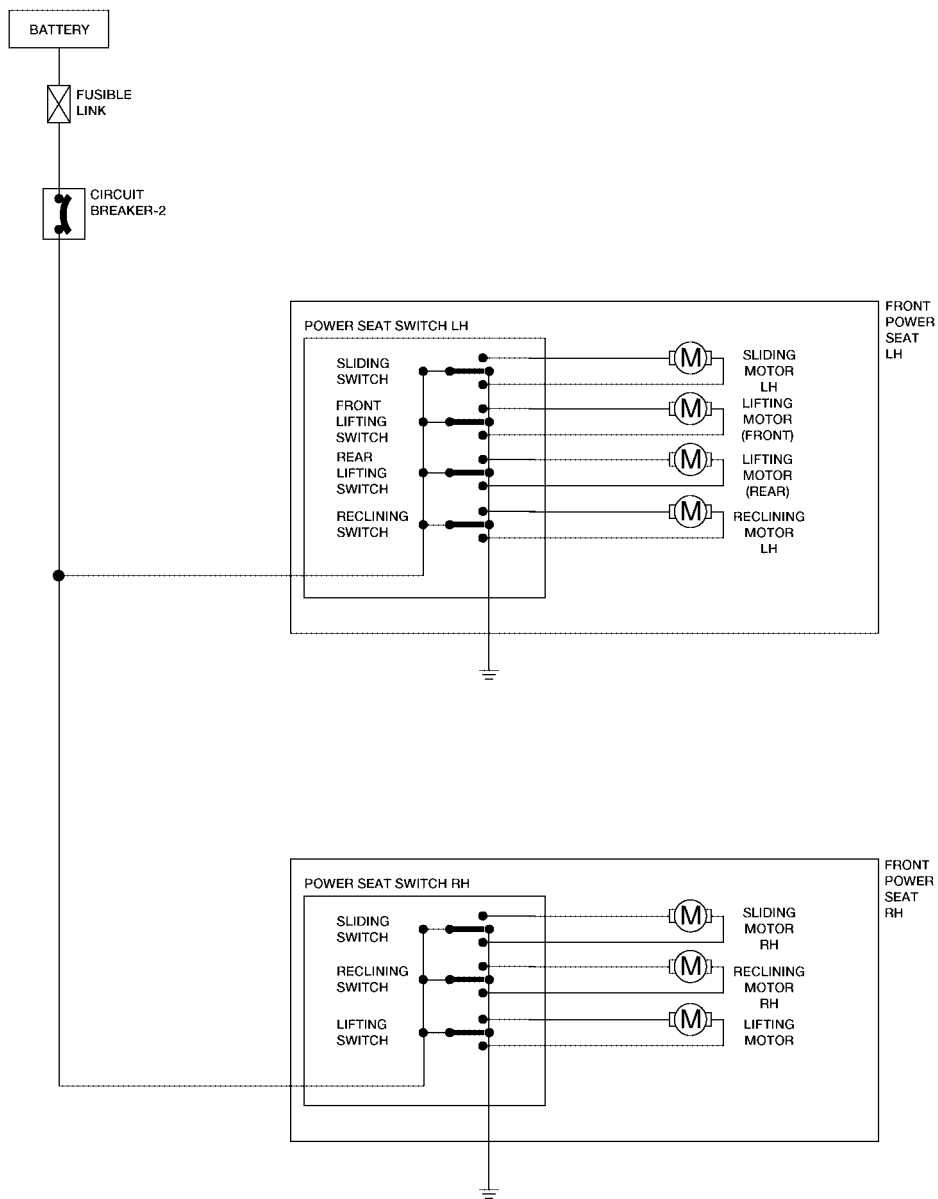 BATTERY
FUSIBLE
LINK
CIRCUIT
BREAKER-2
FRONT
POWER
SEAT
LH
POWER SEAT SWITCH LH
SLIDING
SWITCH
M
SLIDING
MOTOR
LH
FRONT
LIFTING
SWITCH
M
LIFTING
MOTOR
(FRONT)
REAR
LIFTING
SWITCH
M
LIFTING
MOTOR
(REAR)
RECLINING
SWITCH
M
RECLINING
MOTOR
LH
FRONT
POWER
SEAT
RH
POWER SEAT SWITCH RH
SLIDING
SWITCH
M
SLIDING
MOTOR
RH
RECLINING
SWITCH
M
RECLINING
MOTOR
RH
LIFTING
SWITCH
M
LIFTING
MOTOR